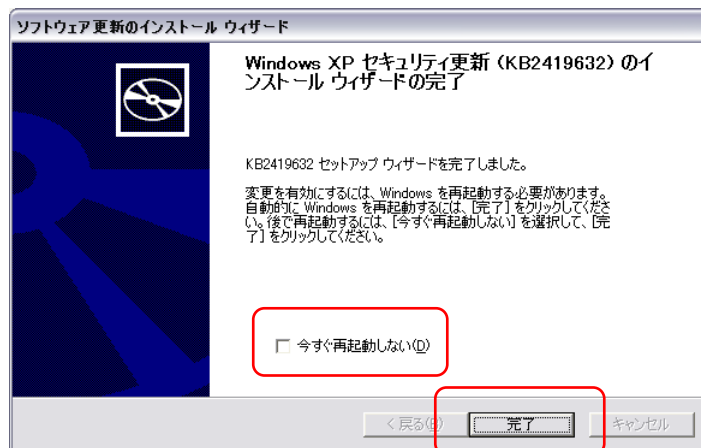 ソフトウェア更新のインストール ウィザード
Windows XP セキュリティ更新 (KB2419632) のイ
ンストール ウィザードの完了
KB2419632 セットアップ ウィザードを完了しました。
変更を有効にするには、Windows を再起動する必要があります。
自動的に Windows を再起動するには、[完了] をクリックしてくださ
い。後で再起動するには、[今すぐ再起動しない] を選択して、[完
了] をクリックしてください。
今すぐ再起動しない(D)
< 戻る(B) 完了 キャンセル